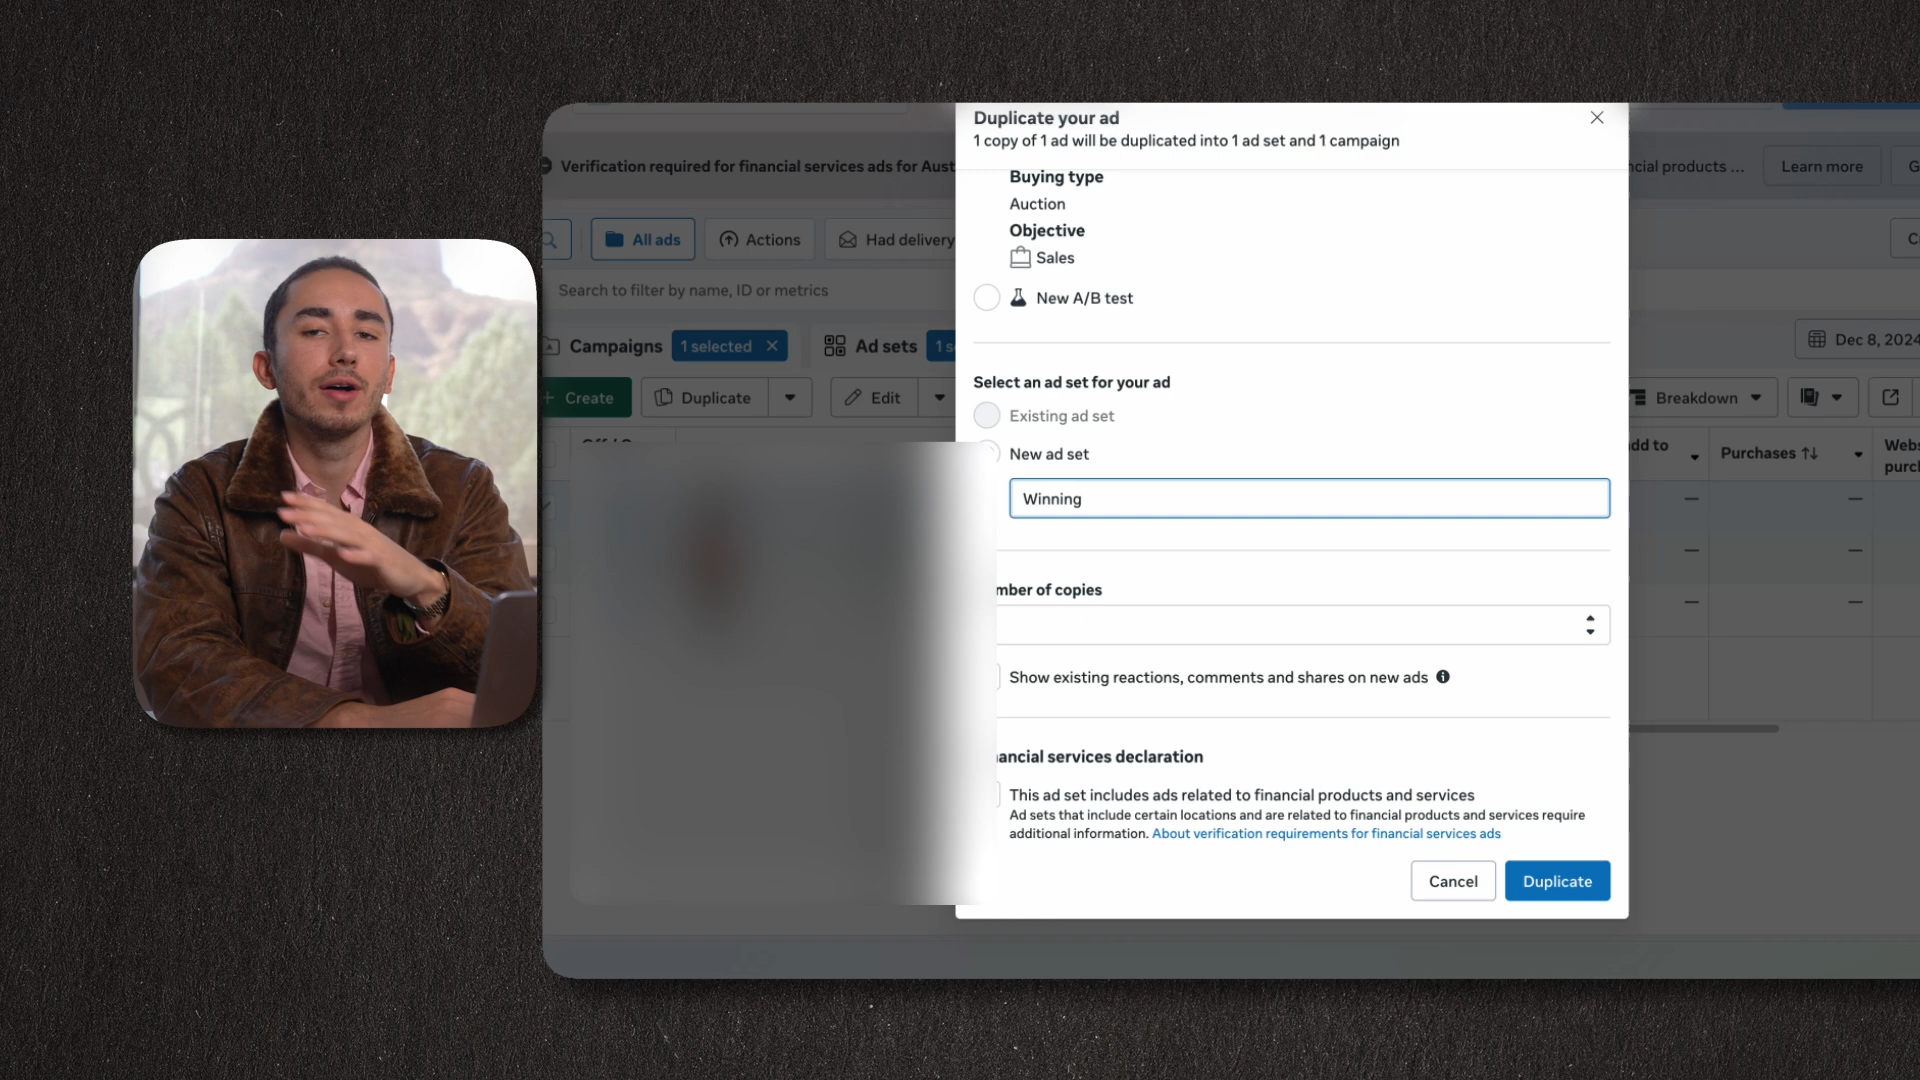 Duplicate your ad
1 copy of 1 ad will be duplicated into 1 ad set and 1 campaign
Verification required for financial services ads for Aust
ncial products ...
Learn more
G
Buying type
Auction
Objective
Sales
All ads
Actions
Had delivery
C
Search to filter by name, ID or metrics
New A/B test
Campaigns
1 selected
Ad sets
1 s
Dec 8, 2024
Select an ad set for your ad
Create
Duplicate
Edit
Existing ad set
Breakdown
New ad set
dd to
Purchases
Webs
purch
Winning
mber of copies
Show existing reactions, comments and shares on new ads
ancial services declaration
This ad set includes ads related to financial products and services
Ad sets that include certain locations and are related to financial products and services require
additional information. About verification requirements for financial services ads
Cancel
Duplicate